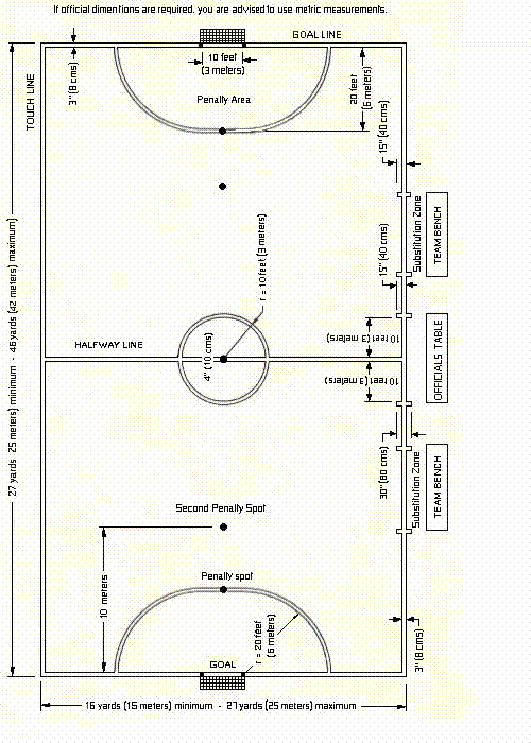 If official dimentions are required, you are advised to use metric measurements.
GOAL LINE
TOUCH LINE
3" (8 cms)
10 feet
(3 meters)
20 feet
(6 meters)
Penalty Area
15" (40 cms)
Substitution Zone
TEAM BENCH
r = 10 feet (3 meters)
15" (40 cms)
27 yards 25 meters) minimum - 46 yards (42 meters) maximum)
10 feet (3 meters)
HALFWAY LINE
4" (10 cms)
OFFICIALS TABLE
10 feet (3 meters)
30" (80 cms)
Substitution Zone
TEAM BENCH
Second Penalty Spot
Penalty spot
10 meters
r = 20 feet
(6 meters)
GOAL
3" (8 cms)
16 yards (15 meters) minimum - 27 yards (25 meters) maximum